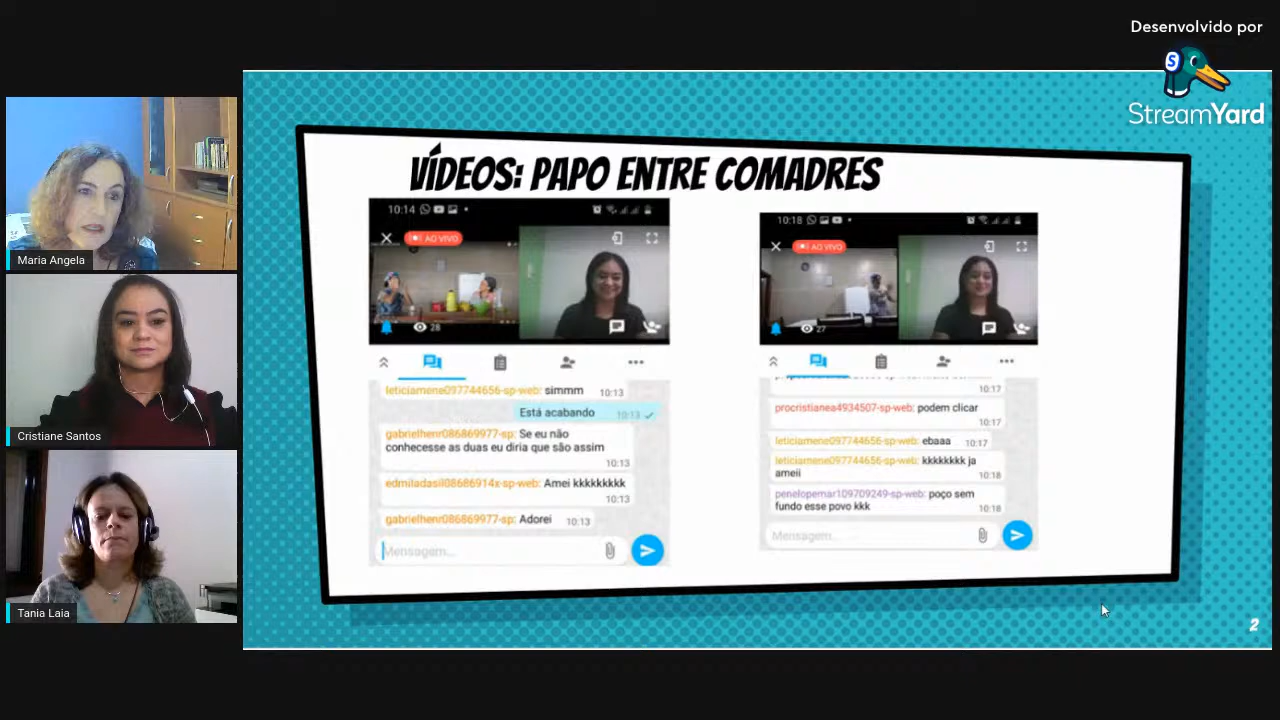 Desenvolvido por
StreamYard
Maria Angela
Cristiane Santos
Tania Laia
VÍDEOS: PAPO ENTRE COMADRES
10:14
AO VIVO
28
leticiamene097744656-sp-web: simmm 10:13
Está acabando 10:13
gabrielhenr086869977-sp: Se eu não
conhecesse as duas eu diria que são assim
10:13
edmiladasil08686914x-sp-web: Amei kkkkkkkkk
10:13
gabrielhenr086869977-sp: Adorei 10:13
Mensagem...
10:18
AO VIVO
27
10:17
procristianea4934507-sp-web: podem clicar
10:17
leticiamene097744656-sp-web: ebaaa 10:17
leticiamene097744656-sp-web: kkkkkkkk ja
ameii 10:18
penelopemar109709249-sp-web: poço sem
fundo esse povo kkk 10:18
Mensagem...
2